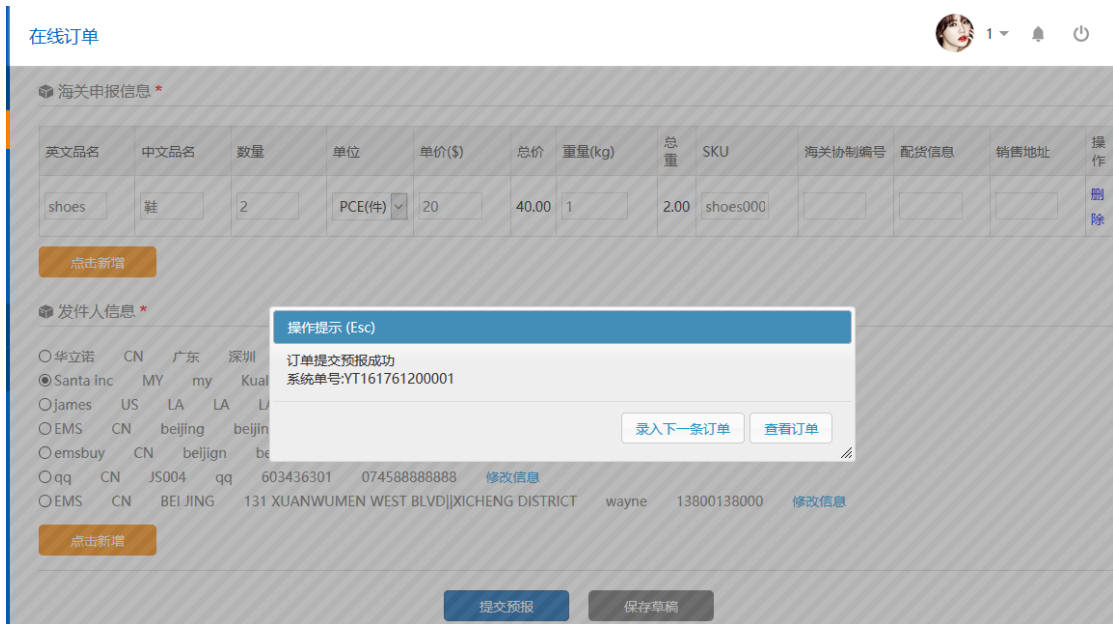 在线订单
1
海关申报信息 *
英文品名 中文品名 数量 单位 单价($) 总价 重量(kg) 总重 SKU 海关协制编号 配货信息 销售地址 操作
shoes 鞋 2 PCE(件) 20 40.00 1 2.00 shoes000 删除
点击新增
发件人信息 *
华立诺 CN 广东 深圳
Santa inc MY my Kual
james US LA LA LA
EMS CN beijing beijin
emsbuy CN beijign be
qq CN JS004 qq 603436301 074588888888 修改信息
EMS CN BEI JING 131 XUANWUMEN WEST BLVD||XICHENG DISTRICT wayne 13800138000 修改信息
点击新增
提交预报 保存草稿
操作提示 (Esc)
订单提交预报成功
系统单号:YT161761200001
录入下一条订单 查看订单